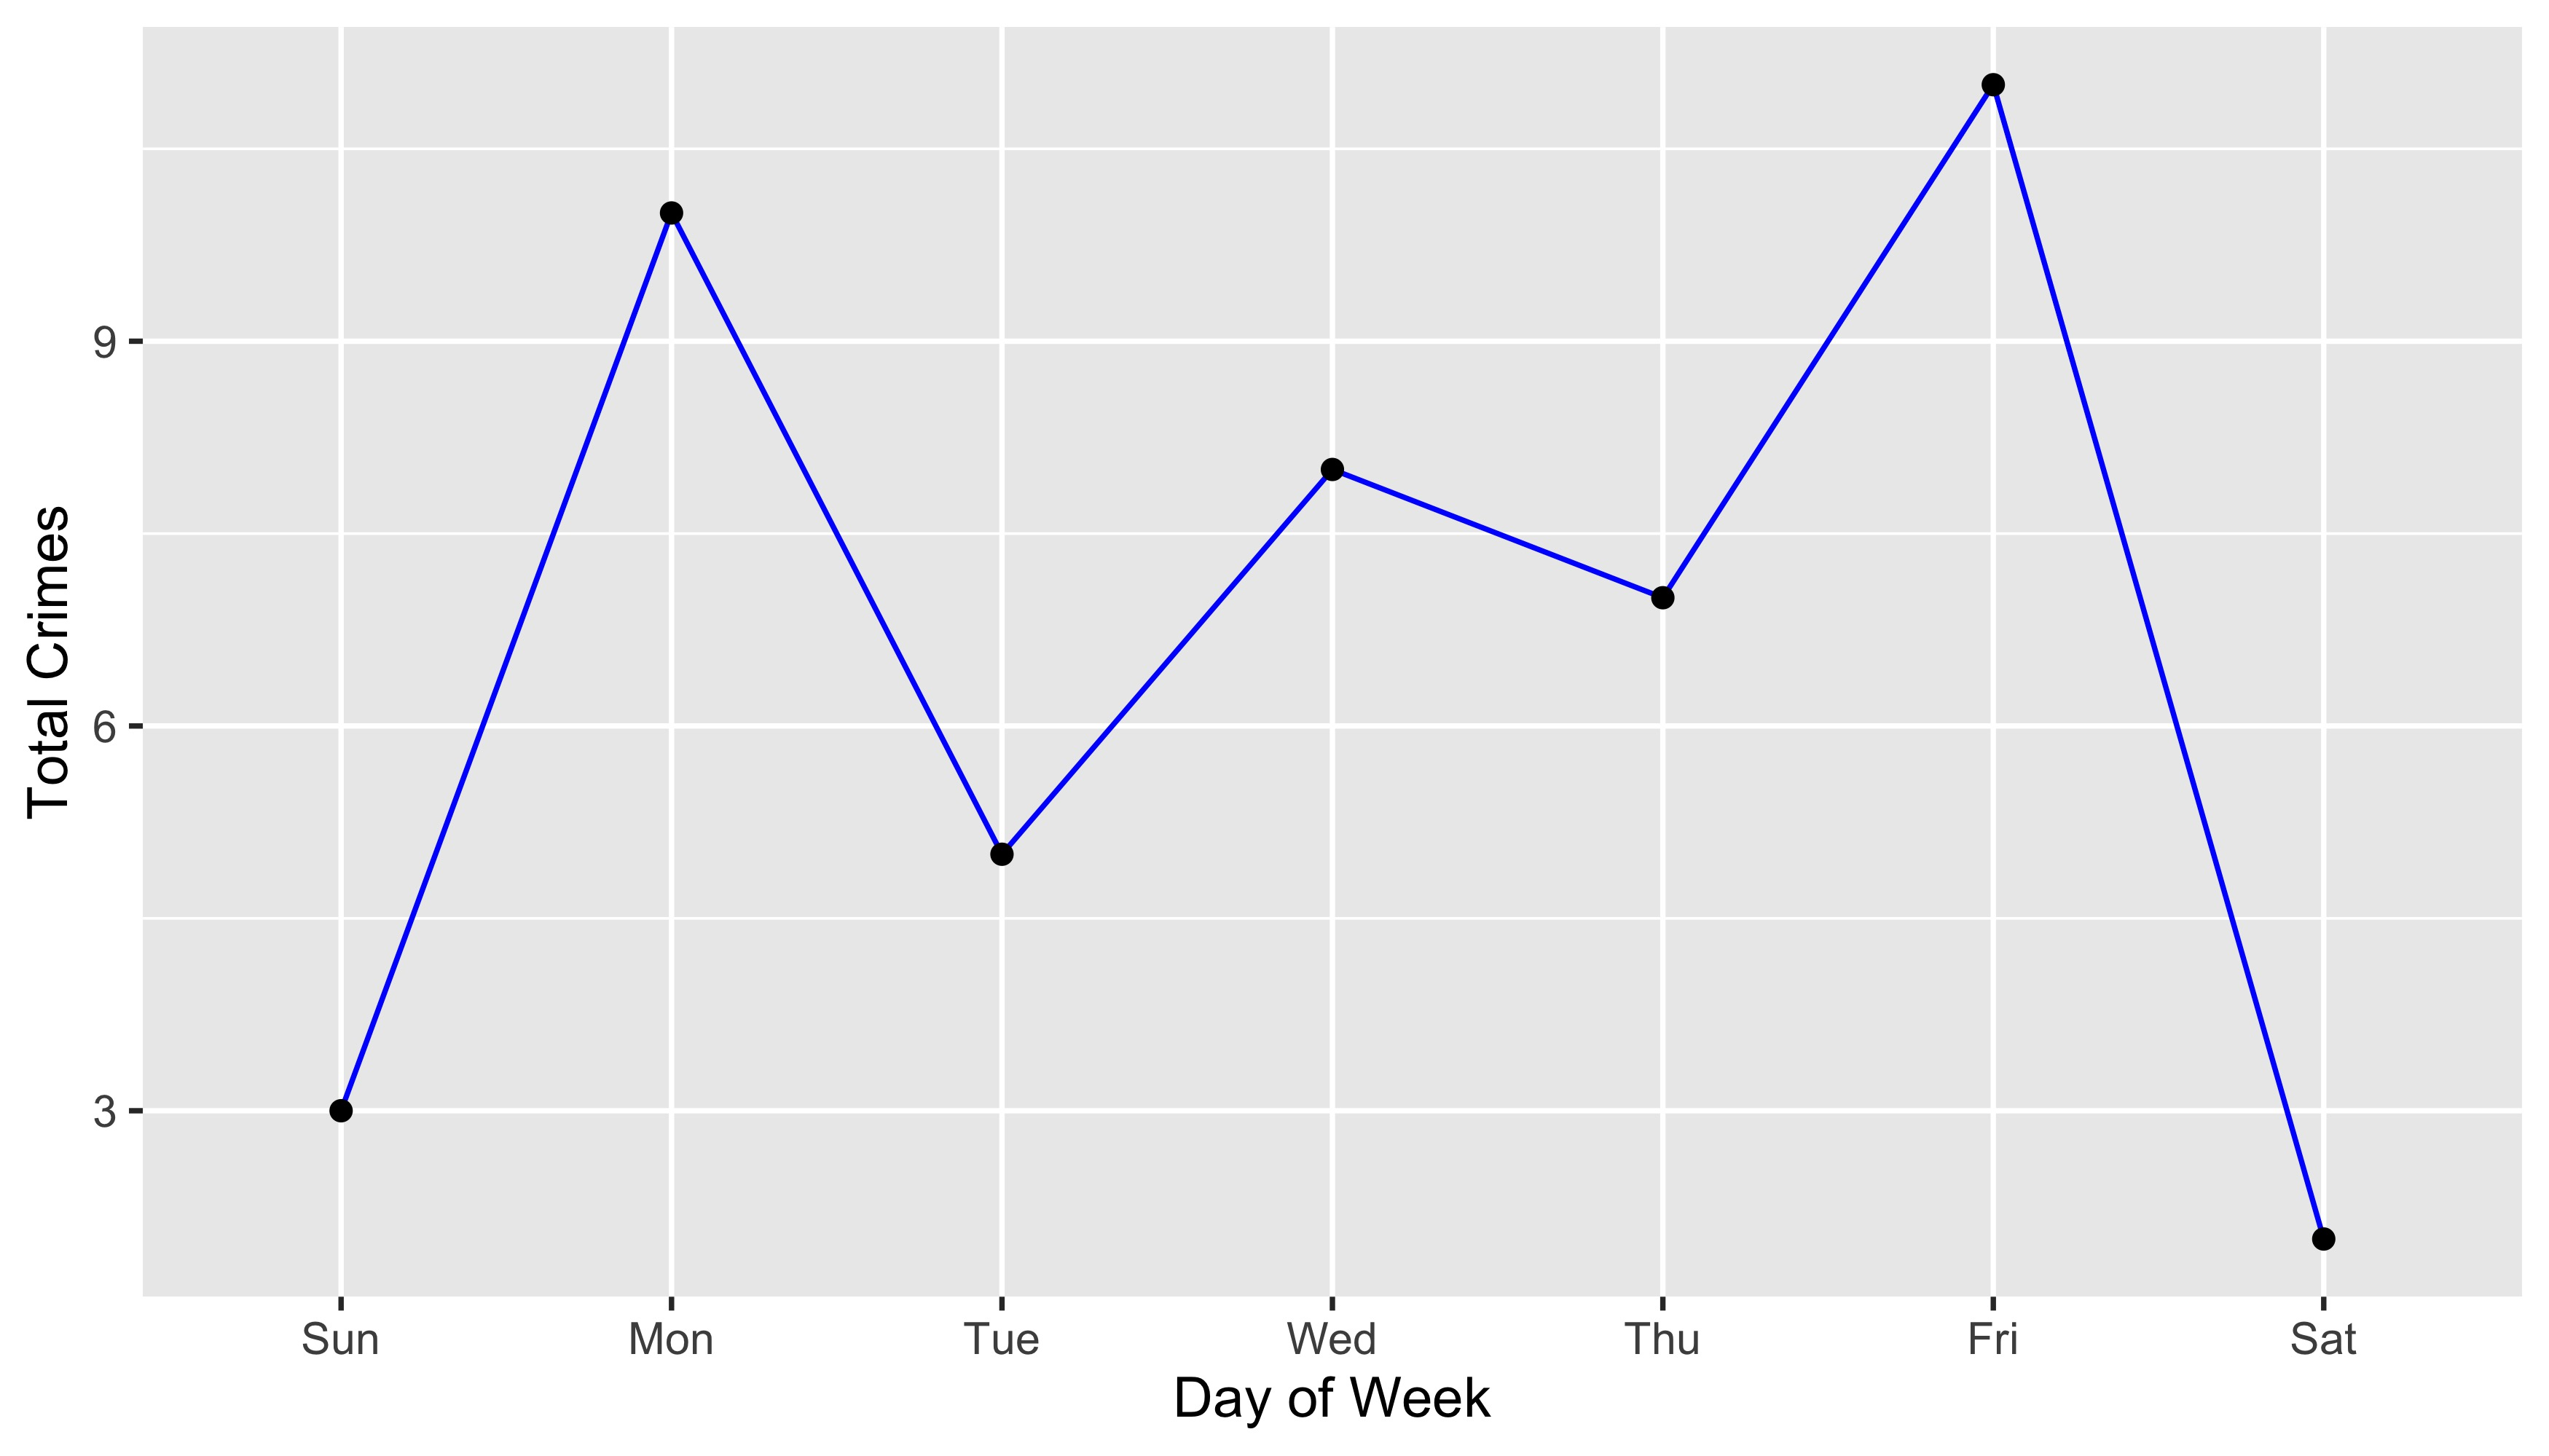 Total Crimes
9
6
3
Sun Mon Tue Wed Thu Fri Sat
Day of Week